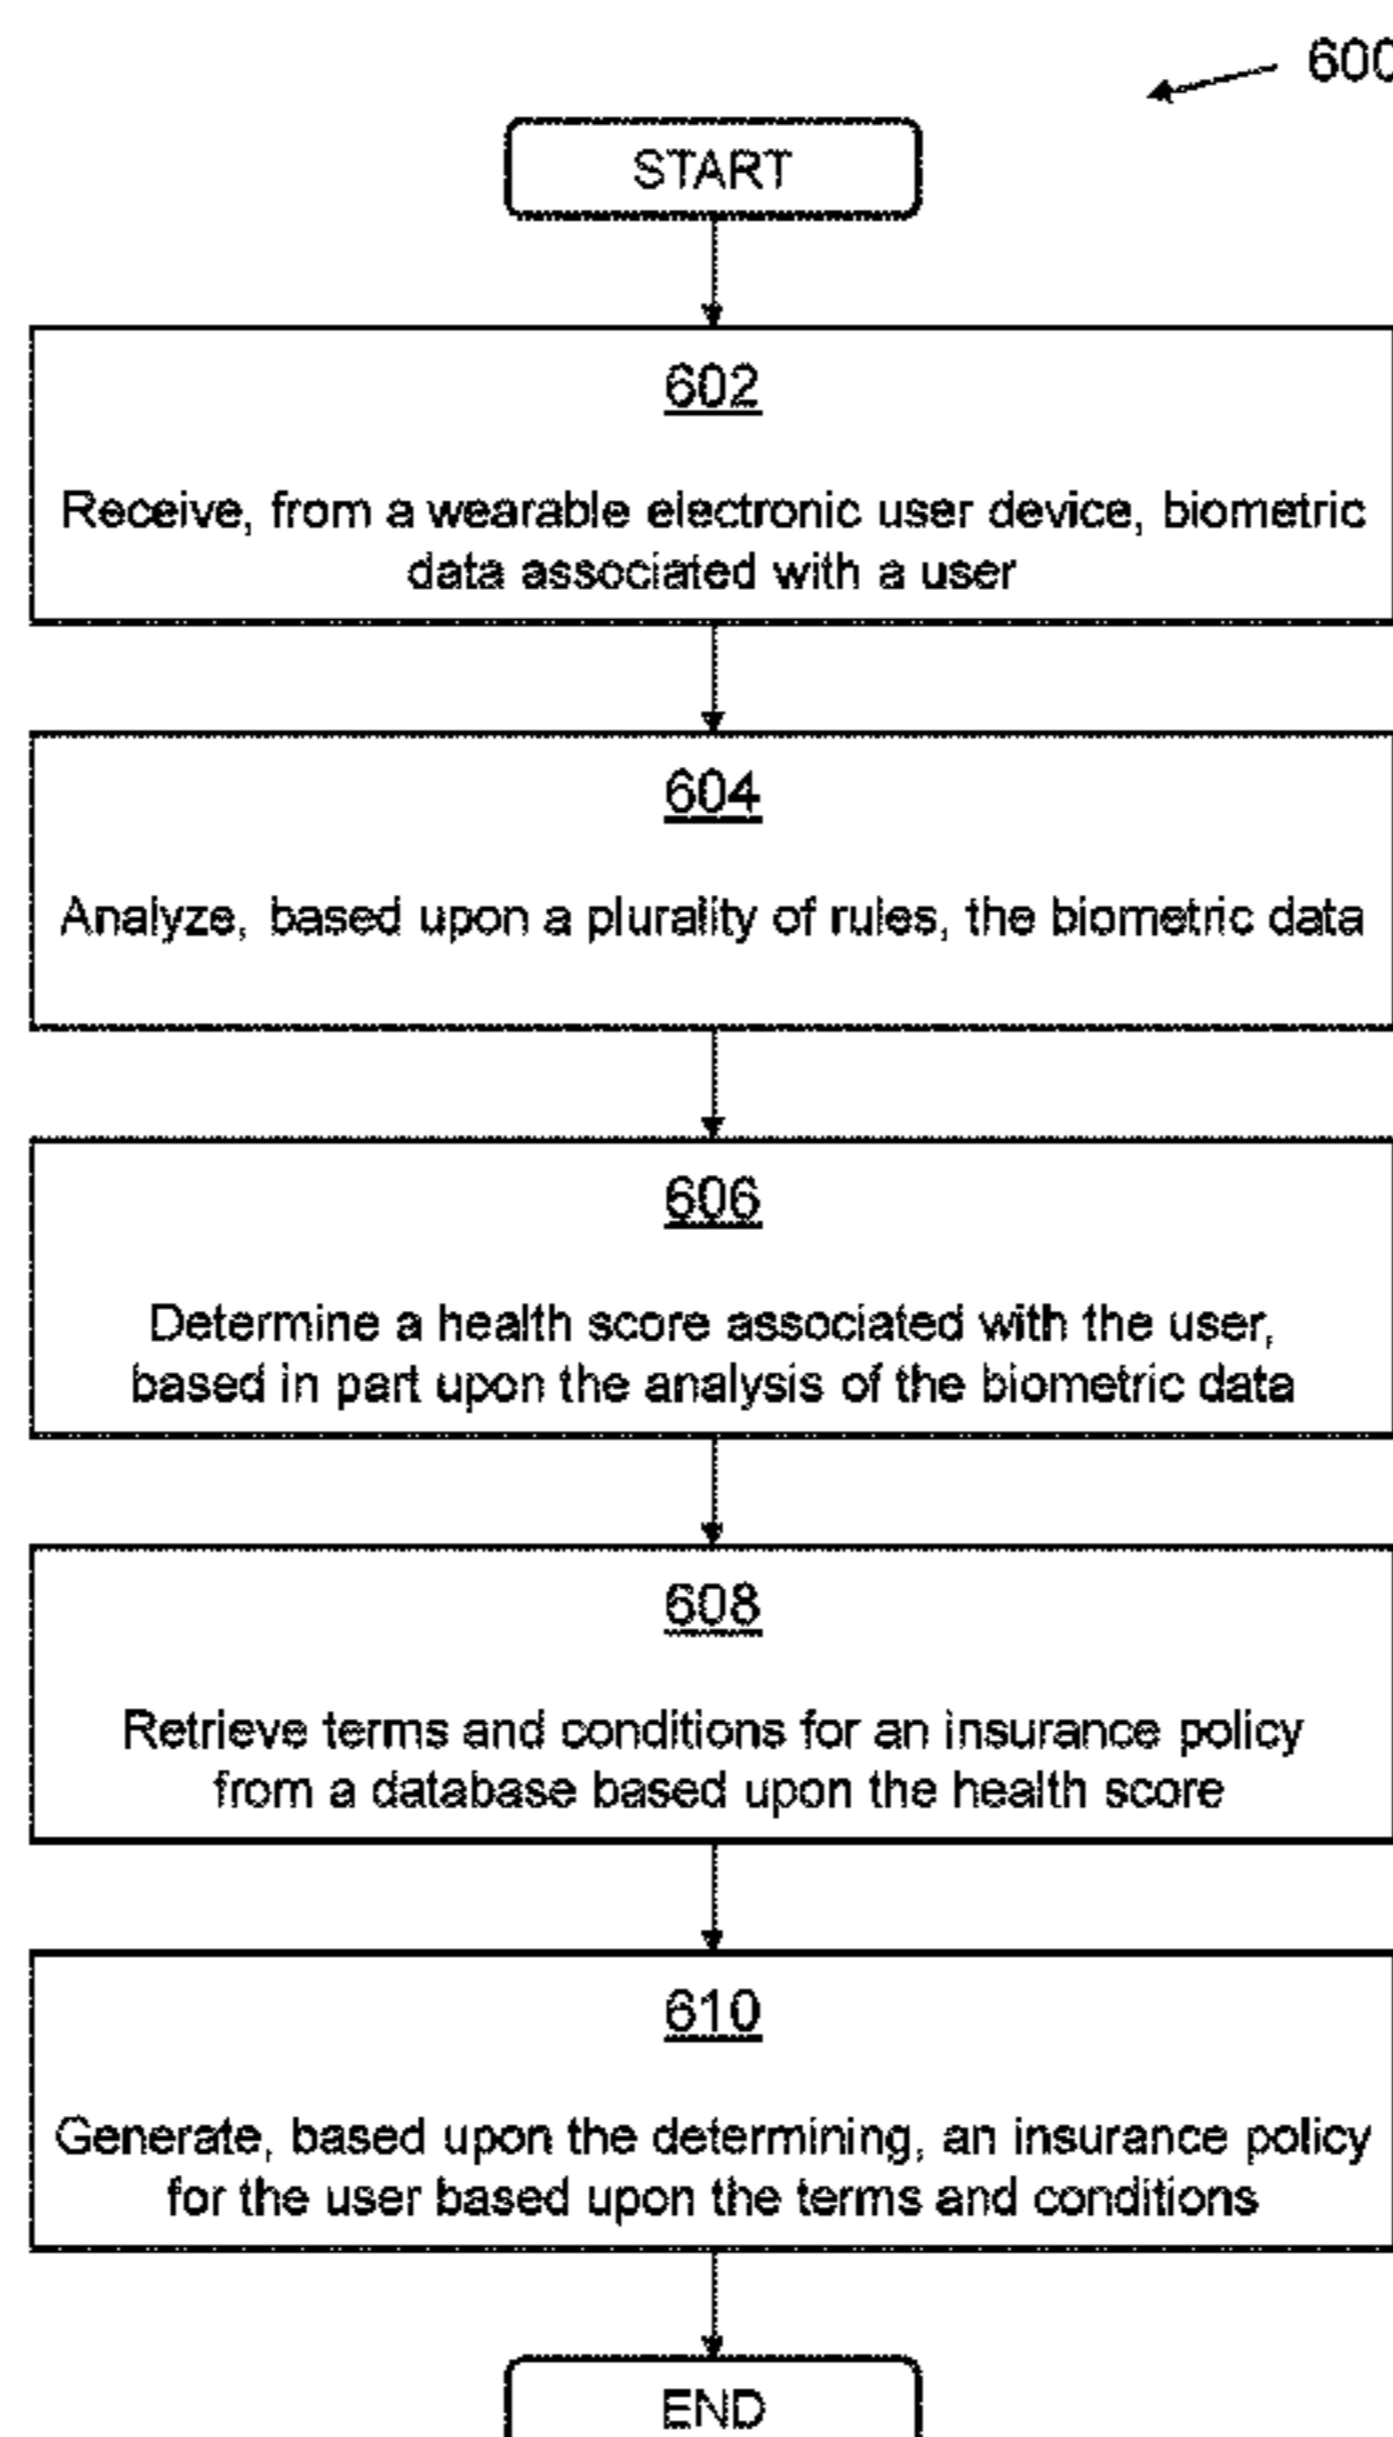 600
START
602
Receive, from a wearable electronic user device, biometric
data associated with a user
604
Analyze, based upon a plurality of rules, the biometric data
606
Determine a health score associated with the user,
based in part upon the analysis of the biometric data
608
Retrieve terms and conditions for an insurance policy
from a database based upon the health score
610
Generate, based upon the determining, an insurance policy
for the user based upon the terms and conditions
END